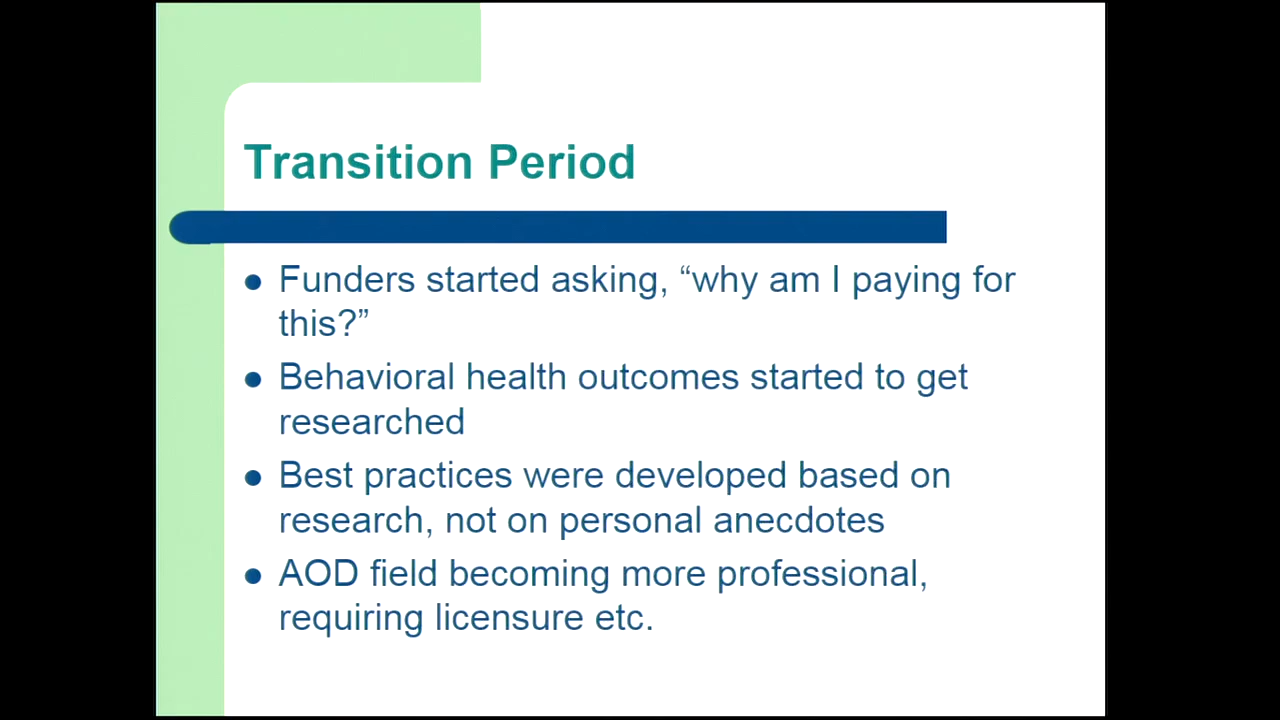 Transition Period
● Funders started asking, “why am I paying for
this?”
● Behavioral health outcomes started to get
researched
● Best practices were developed based on
research, not on personal anecdotes
● AOD field becoming more professional,
requiring licensure etc.